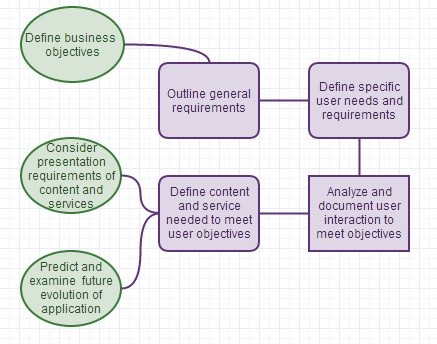 Define business
objectives
Outline general
requirements
Define specific
user needs and
requirements
Consider
presentation
requirements of
content and
services
Define content
and service
needed to meet
user objectives
Analyze and
document user
interaction to
meet objectives
Predict and
examine future
evolution of
application